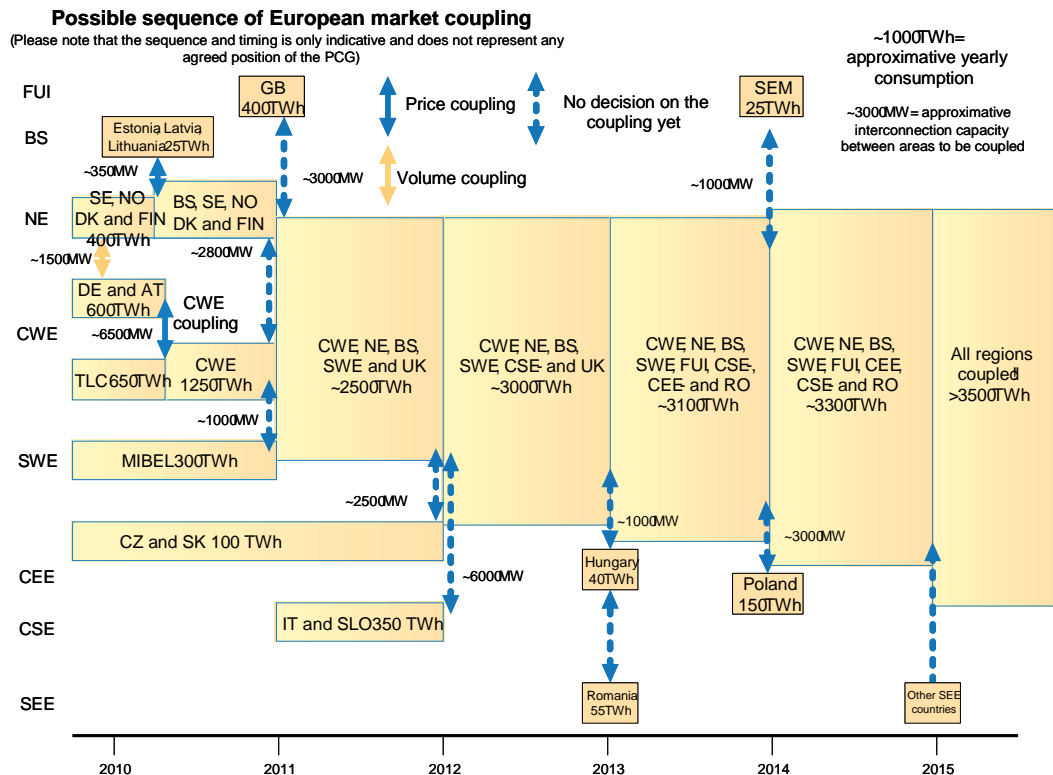 Possible sequence of European market coupling
(Please note that the sequence and timing is only indicative and does not represent any
agreed position of the PCG)
~1000TWh=
approximative yearly
consumption
~3000MW= approximative
interconnection capacity
between areas to be coupled
FUI
GB
400TWh
Price coupling
No decision on the
coupling yet
SEM
25TWh
BS
Estonia, Latvia,
Lithuania 25TWh
~350MW
~3000MW
Volume coupling
~1000MW
NE
SE, NO
DK and FIN
400TWh
BS, SE, NO
DK and FIN
~1500MW
~2800MW
DE and AT
600TWh
CWE
coupling
CWE
~6500MW
TLC 650TWh
CWE
1250TWh
~1000MW
CWE, NE, BS,
SWE and UK
~2500TWh
CWE, NE, BS,
SWE, CSE- and UK
~3000TWh
CWE, NE, BS,
SWE, FUI, CSE-,
CEE- and RO
~3100TWh
CWE, NE, BS,
SWE, FUI, CEE,
CSE- and RO
~3300TWh
All regions
coupled!
>3500TWh
SWE
MIBEL 300TWh
~2500MW
~1000MW
~3000MW
CZ and SK 100 TWh
CEE
~6000MW
Hungary
40TWh
Poland
150TWh
CSE
IT and SLO 350 TWh
SEE
Romania
55TWh
Other SEE
countries
2010
2011
2012
2013
2014
2015